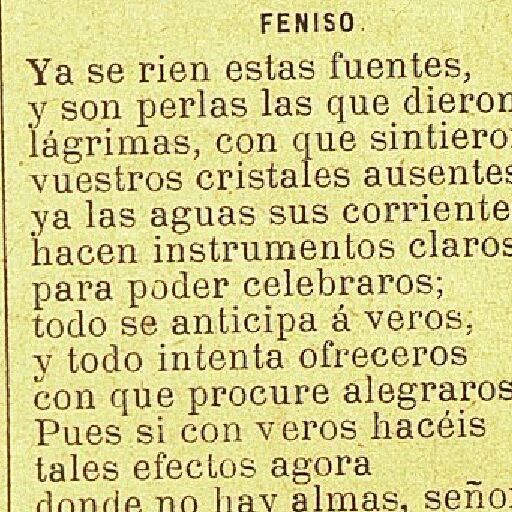 FENISO.
Ya se rien estas fuentes,
y son perlas las que dieron
lágrimas, con que sintiero
vuestros cristales ausentes
ya las aguas sus corriente
hacen instrumentos claros
para poder celebraros;
todo se anticipa á veros,
y todo intenta ofreceros
con que procure alegraros
Pues si con veros hacéis
tales efectos agora
donde no hay almas, seño